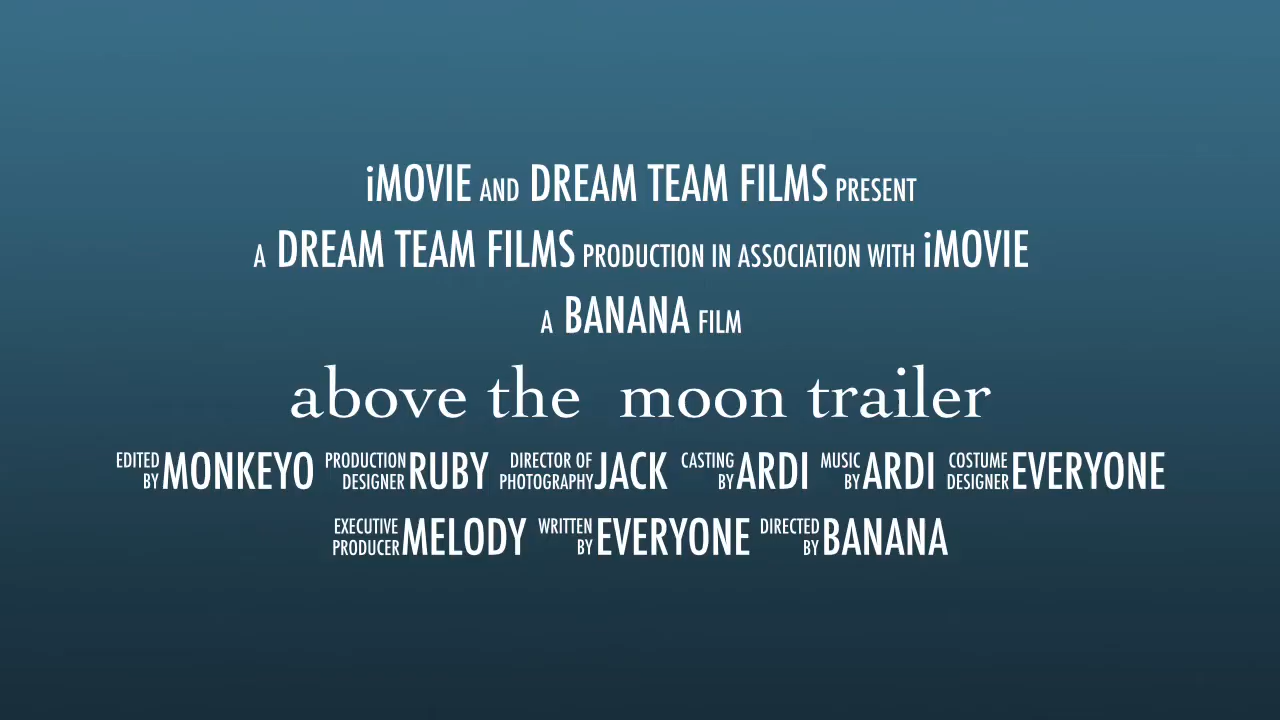 iMOVIE AND DREAM TEAM FILMS PRESENT
A DREAM TEAM FILMS PRODUCTION IN ASSOCIATION WITH iMOVIE
A BANANA FILM
above the moon trailer
EDITED BY MONKEYO PRODUCTION DESIGNER RUBY DIRECTOR OF PHOTOGRAPHY JACK CASTING BY ARDI MUSIC BY ARDI COSTUME DESIGNER EVERYONE
EXECUTIVE PRODUCER MELODY WRITTEN BY EVERYONE DIRECTED BY BANANA